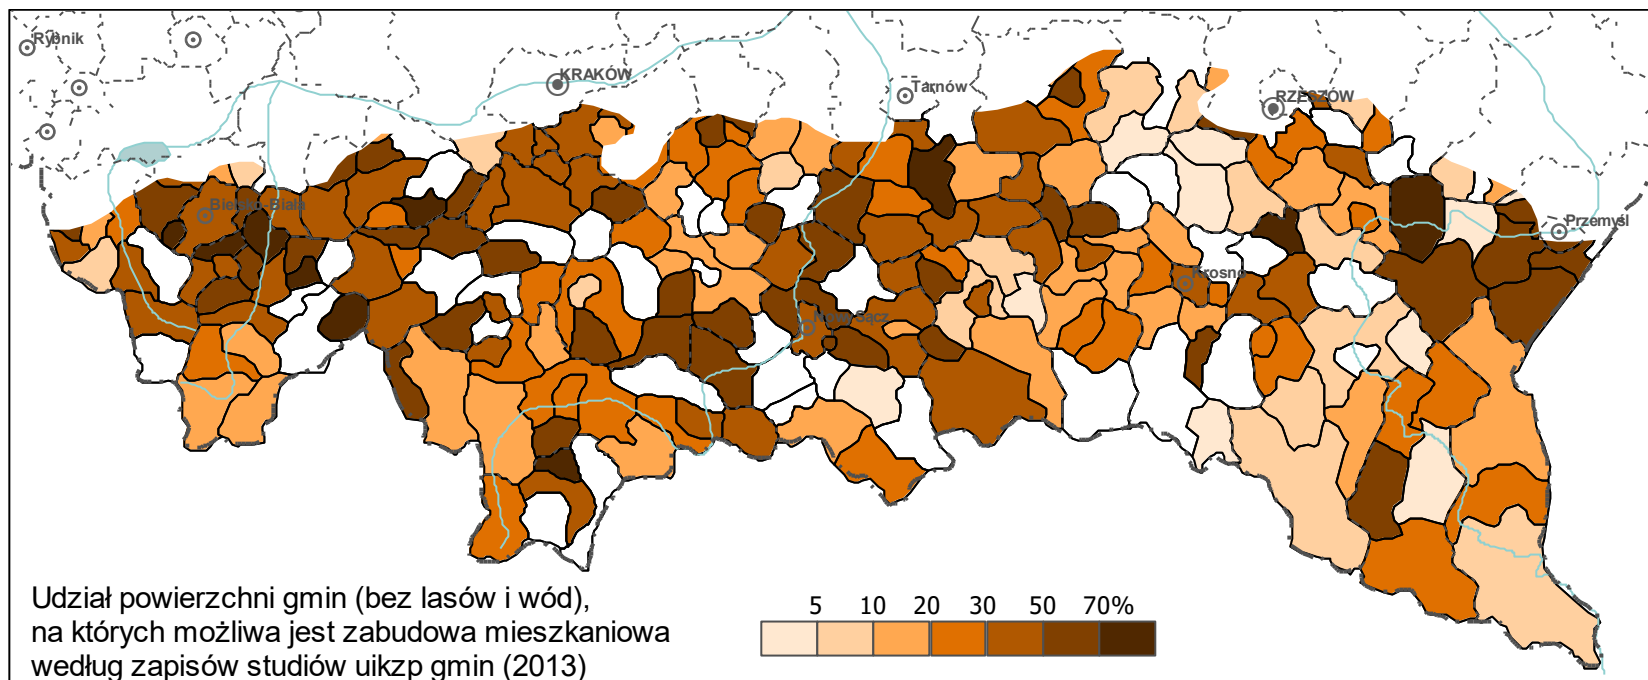 Rybnik
KRAKÓW
Tarnów
RZESZÓW
Bielsko-Biała
Przemyśl
Krosno
Nowy Sącz
Udział powierzchni gmin (bez lasów i wód),
na których możliwa jest zabudowa mieszkaniowa
według zapisów studiów uikzp gmin (2013)
5 10 20 30 50 70%